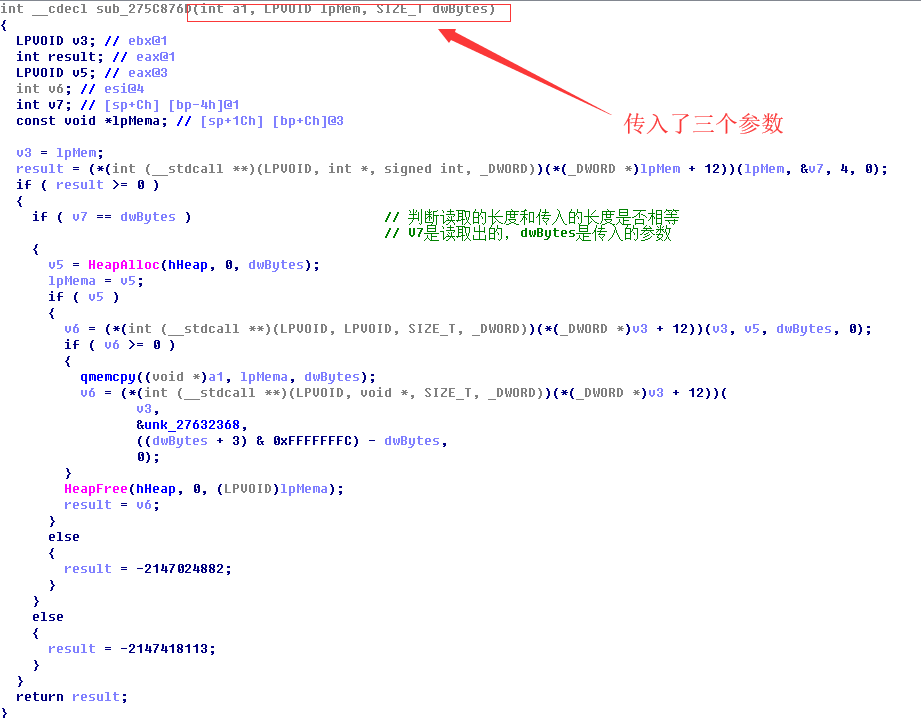 int __cdecl sub_275C876D(int a1, LPVOID lpMem, SIZE_T dwBytes)
{
  LPVOID v3; // ebx@1
  int result; // eax@1
  LPVOID v5; // eax@3
  int v6; // esi@4
  int v7; // [sp+Ch] [bp-4h]@1
  const void *lpMema; // [sp+1Ch] [bp+Ch]@3
传入了三个参数
  v3 = lpMem;
  result = (*(int (__stdcall **)(LPVOID, int *, signed int, _DWORD))(*(_DWORD *)lpMem + 12))(lpMem, &v7, 4, 0);
  if ( result >= 0 )
  {
    if ( v7 == dwBytes ) // 判断读取的长度和传入的长度是否相等
// V7是读取出的，dwBytes是传入的参数
    {
      v5 = HeapAlloc(hHeap, 0, dwBytes);
      lpMema = v5;
      if ( v5 )
      {
        v6 = (*(int (__stdcall **)(LPVOID, LPVOID, SIZE_T, _DWORD))(*(_DWORD *)v3 + 12))(v3, v5, dwBytes, 0);
        if ( v6 >= 0 )
        {
          qmemcpy((void *)a1, lpMema, dwBytes);
          v6 = (*(int (__stdcall **)(LPVOID, void *, SIZE_T, _DWORD))(*(_DWORD *)v3 + 12))(
                 v3,
                 &unk_27632368,
                 ((dwBytes + 3) & 0xFFFFFFFC) - dwBytes,
                 0);
        }
        HeapFree(hHeap, 0, (LPVOID)lpMema);
        result = v6;
      }
      else
      {
        result = -2147024882;
      }
    }
    else
    {
      result = -2147418113;
    }
  }
  return result;
}